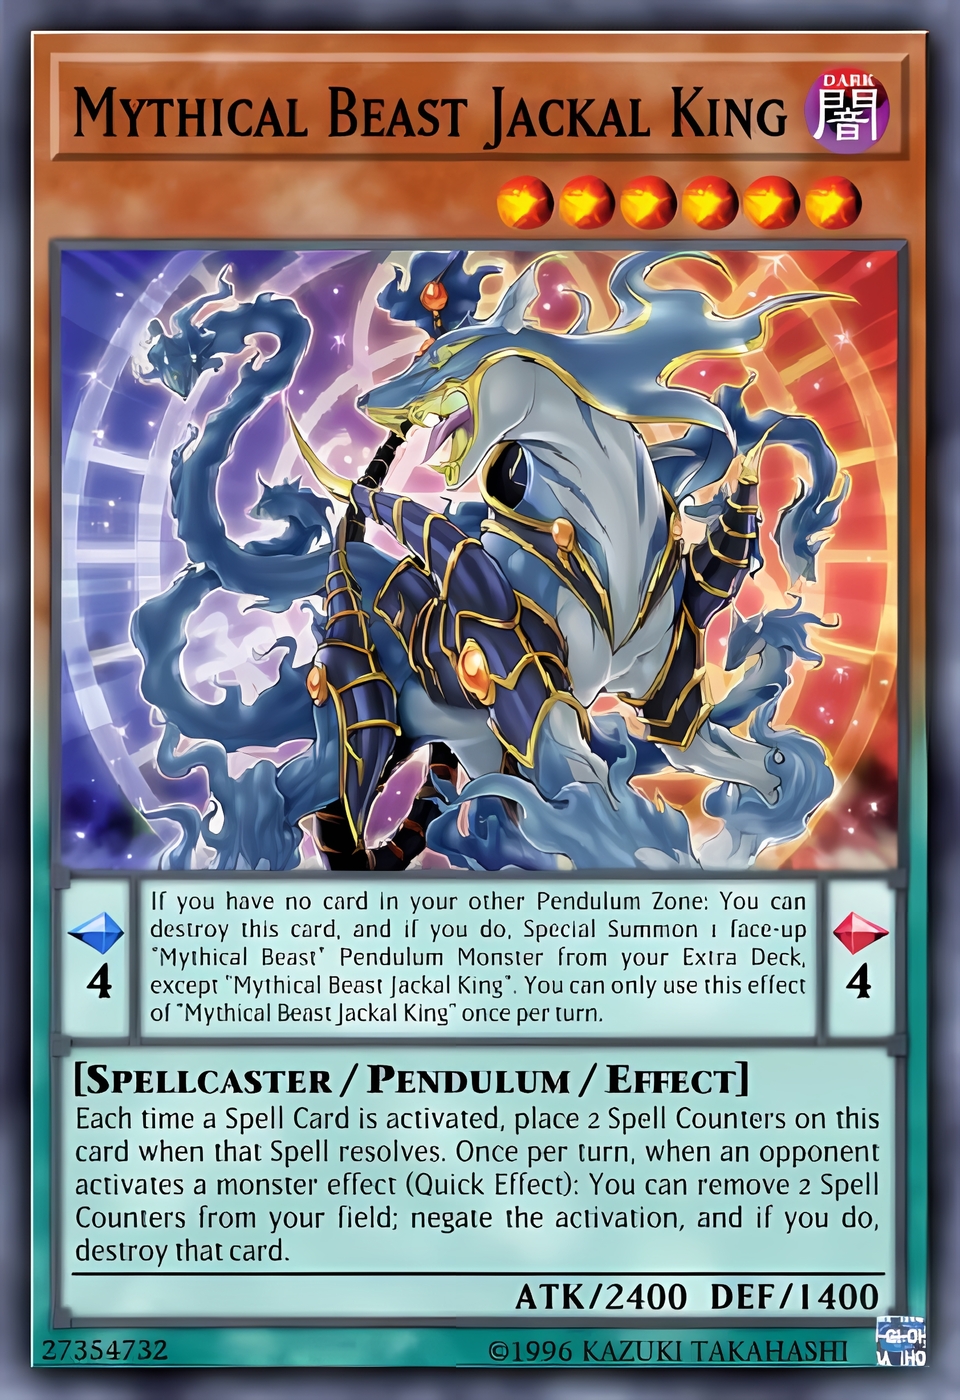 MYTHICAL BEAST JACKAL KING
DARK
闇
If you have no card in your other Pendulum Zone: You can
destroy this card, and if you do, Special Summon 1 face-up
"Mythical Beast" Pendulum Monster from your Extra Deck,
except "Mythical Beast Jackal King". You can only use this effect
of "Mythical Beast Jackal King" once per turn.
4
4
[SPELLCASTER / PENDULUM / EFFECT]
Each time a Spell Card is activated, place 2 Spell Counters on this
card when that Spell resolves. Once per turn, when an opponent
activates a monster effect (Quick Effect): You can remove 2 Spell
Counters from your field; negate the activation, and if you do,
destroy that card.
ATK/2400 DEF/1400
27354732
©1996 KAZUKI TAKAHASHI